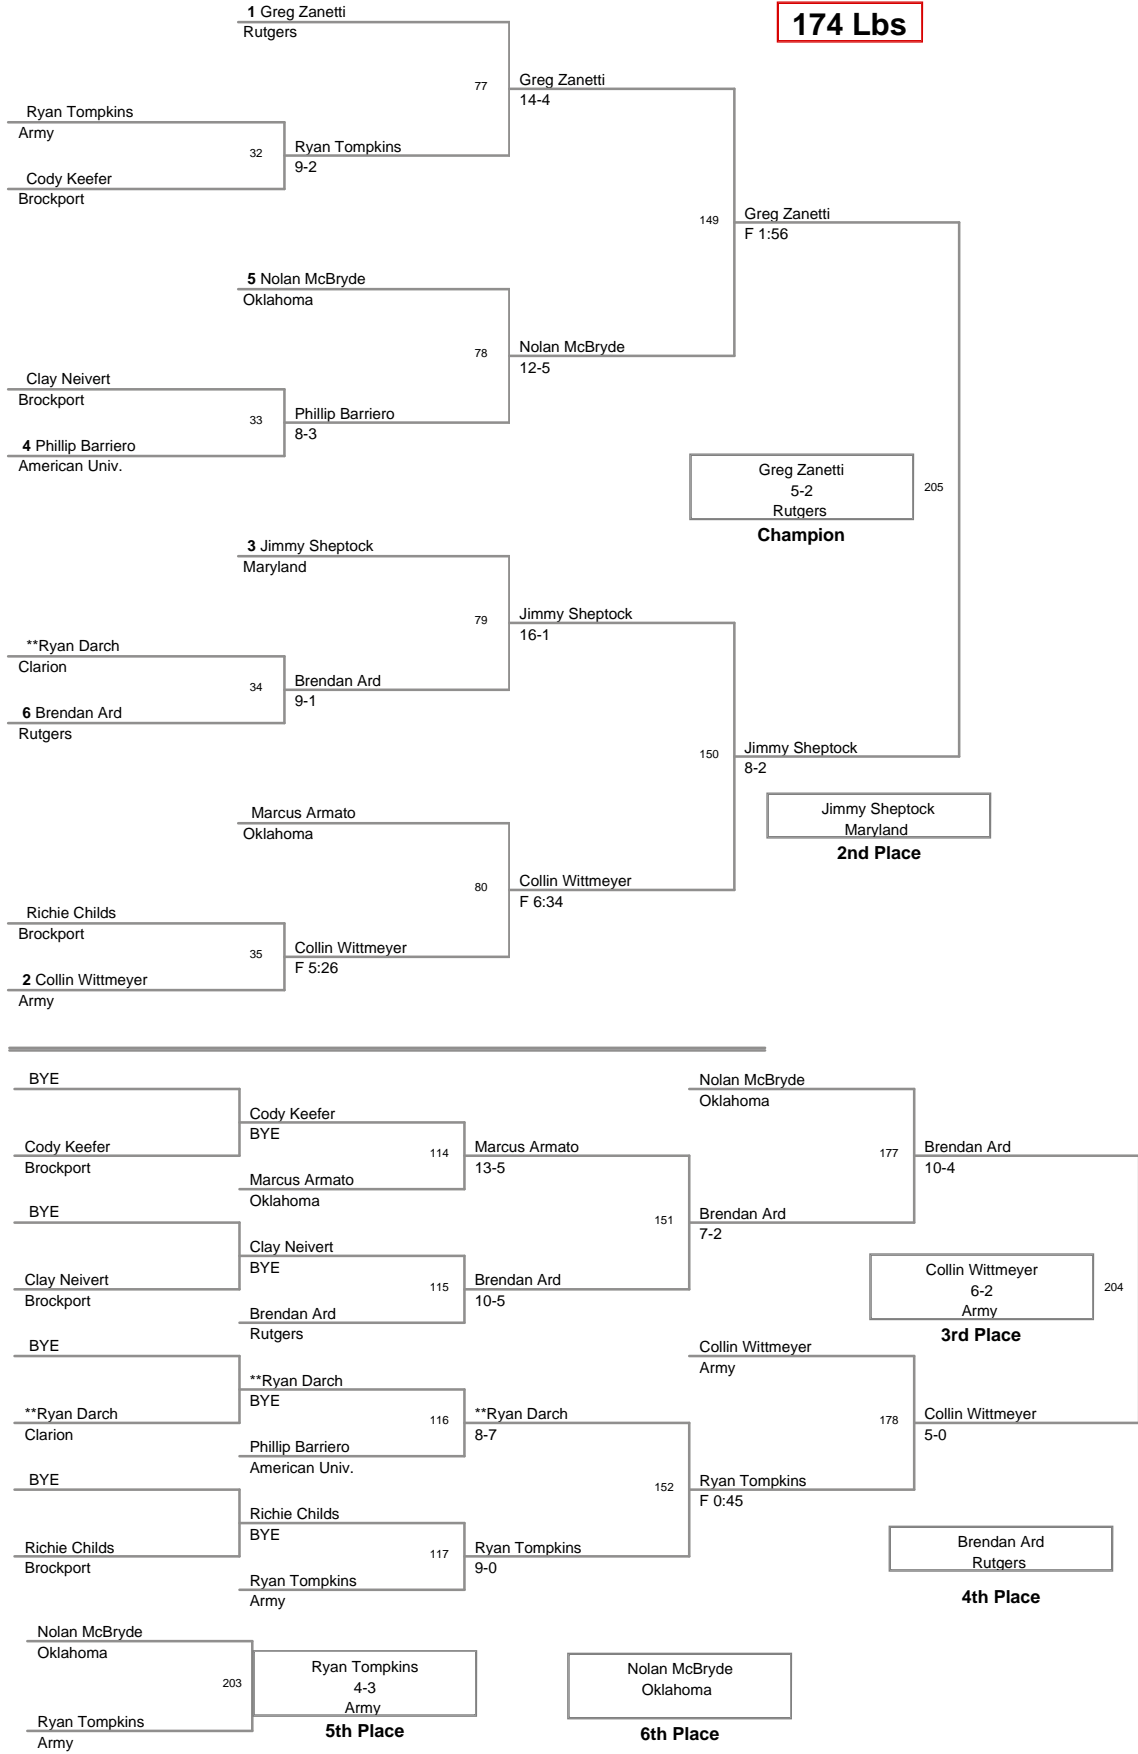 1 Greg Zanetti
Rutgers
174 Lbs
77
Greg Zanetti
14-4
Ryan Tompkins
Army
32
Ryan Tompkins
9-2
Cody Keefer
Brockport
149
Greg Zanetti
F 1:56
5 Nolan McBryde
Oklahoma
78
Nolan McBryde
12-5
Clay Neivert
Brockport
33
Phillip Barriero
8-3
4 Phillip Barriero
American Univ.
Greg Zanetti
5-2
Rutgers
205
Champion
3 Jimmy Sheptock
Maryland
79
Jimmy Sheptock
16-1
**Ryan Darch
Clarion
34
Brendan Ard
9-1
6 Brendan Ard
Rutgers
150
Jimmy Sheptock
8-2
Jimmy Sheptock
Maryland
2nd Place
Marcus Armato
Oklahoma
80
Collin Wittmeyer
F 6:34
Richie Childs
Brockport
35
Collin Wittmeyer
F 5:26
2 Collin Wittmeyer
Army
BYE
Cody Keefer
BYE
Cody Keefer
Brockport
114
Marcus Armato
13-5
Marcus Armato
Oklahoma
Nolan McBryde
Oklahoma
177
Brendan Ard
10-4
BYE
151
Brendan Ard
7-2
Clay Neivert
BYE
Clay Neivert
Brockport
115
Brendan Ard
10-5
Brendan Ard
Rutgers
Collin Wittmeyer
6-2
Army
204
3rd Place
BYE
**Ryan Darch
BYE
**Ryan Darch
Clarion
116
**Ryan Darch
8-7
Phillip Barriero
American Univ.
Collin Wittmeyer
Army
178
Collin Wittmeyer
5-0
BYE
152
Ryan Tompkins
F 0:45
Richie Childs
BYE
Richie Childs
Brockport
117
Ryan Tompkins
9-0
Ryan Tompkins
Army
Brendan Ard
Rutgers
4th Place
Nolan McBryde
Oklahoma
203
Ryan Tompkins
4-3
Army
5th Place
Ryan Tompkins
Army
Nolan McBryde
Oklahoma
6th Place